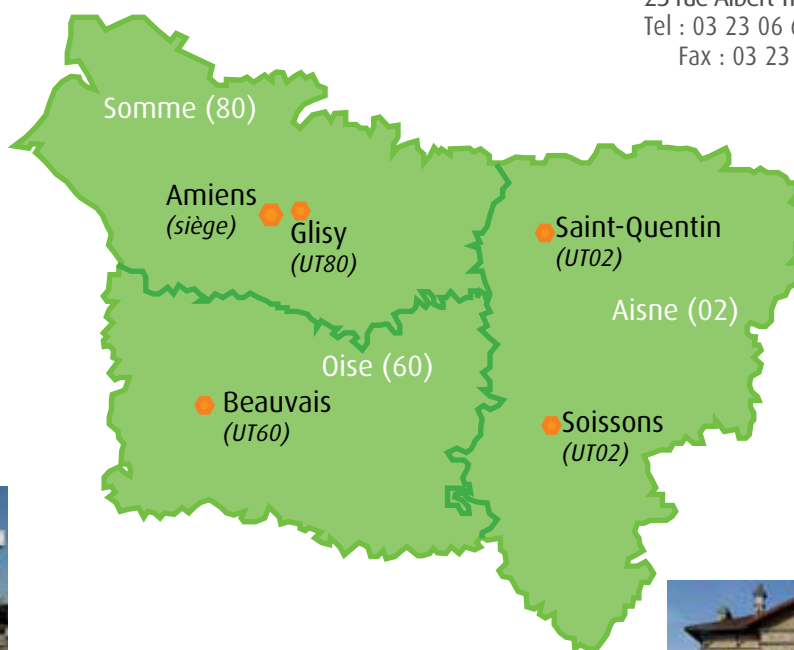 Tel : 03 23 06
Fax : 03 23
Somme (80)
Amiens
(siège)
Glisy
(UT80)
Saint-Quentin
(UT02)
Aisne (02)
Oise (60)
Beauvais
(UT60)
Soissons
(UT02)